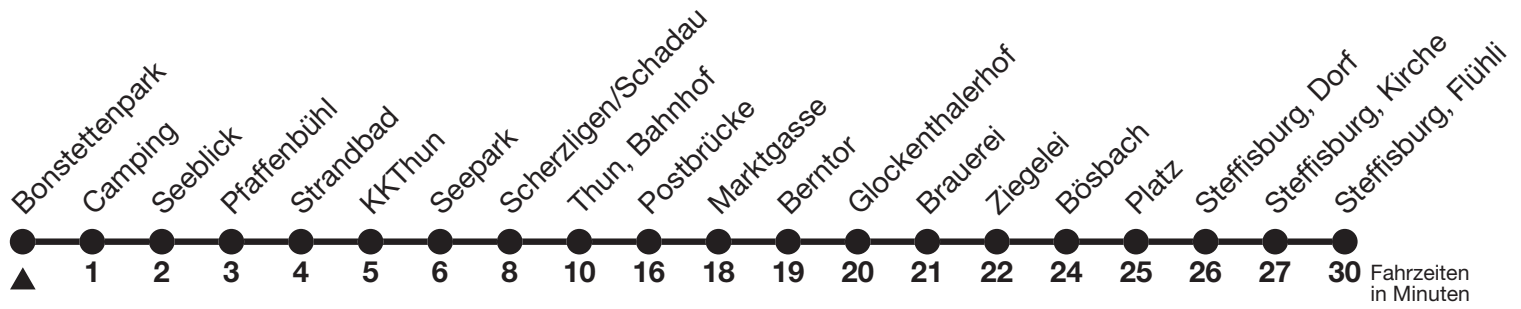 Bonstettenpark
Camping
Seeblick
Pfaffenbühl
Strandbad
KKThun
Seepark
Scherzligen/Schadau
Thun, Bahnhof
Postbrücke
Marktgasse
Berntor
Glockenthalerhof
Brauerei
Ziegelei
Bösbach
Platz
Steffisburg, Dorf
Steffisburg, Kirche
Steffisburg, Flühli
1 2 3 4 5 6 8 10 16 18 19 20 21 22 24 25 26 27 30 Fahrzeiten
in Minuten